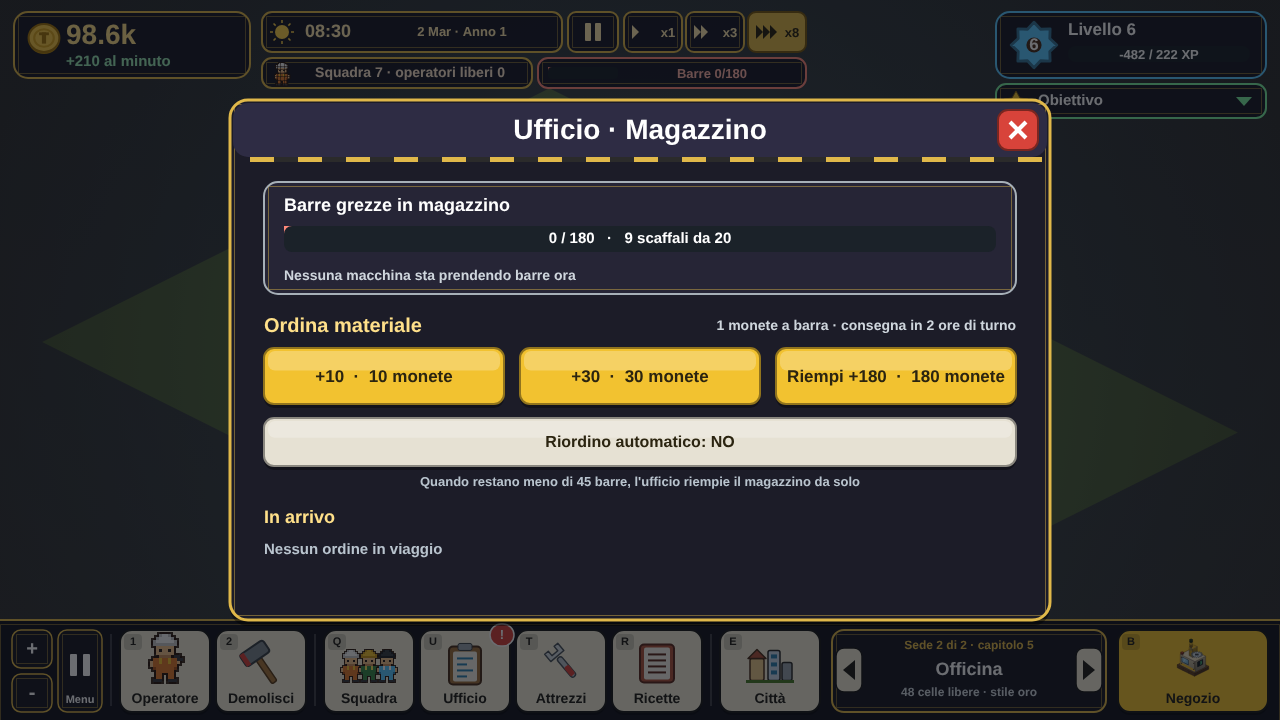 98.6k
+210 al minuto
08:30
2 Mar · Anno 1
x1
x3
x8
Squadra 7 · operatori liberi 0
Barre 0/180
6
Livello 6
-482 / 222 XP
Obiettivo
Ufficio · Magazzino
Barre grezze in magazzino
0 / 180 · 9 scaffali da 20
Nessuna macchina sta prendendo barre ora
Ordina materiale
1 monete a barra · consegna in 2 ore di turno
+10 · 10 monete
+30 · 30 monete
Riempi +180 · 180 monete
Riordino automatico: NO
Quando restano meno di 45 barre, l'ufficio riempie il magazzino da solo
In arrivo
Nessun ordine in viaggio
+
-
Menu
1
Operatore
2
Demolisci
Q
Squadra
U
!
Ufficio
T
Attrezzi
R
Ricette
E
Città
Sede 2 di 2 · capitolo 5
Officina
48 celle libere · stile oro
B
Negozio